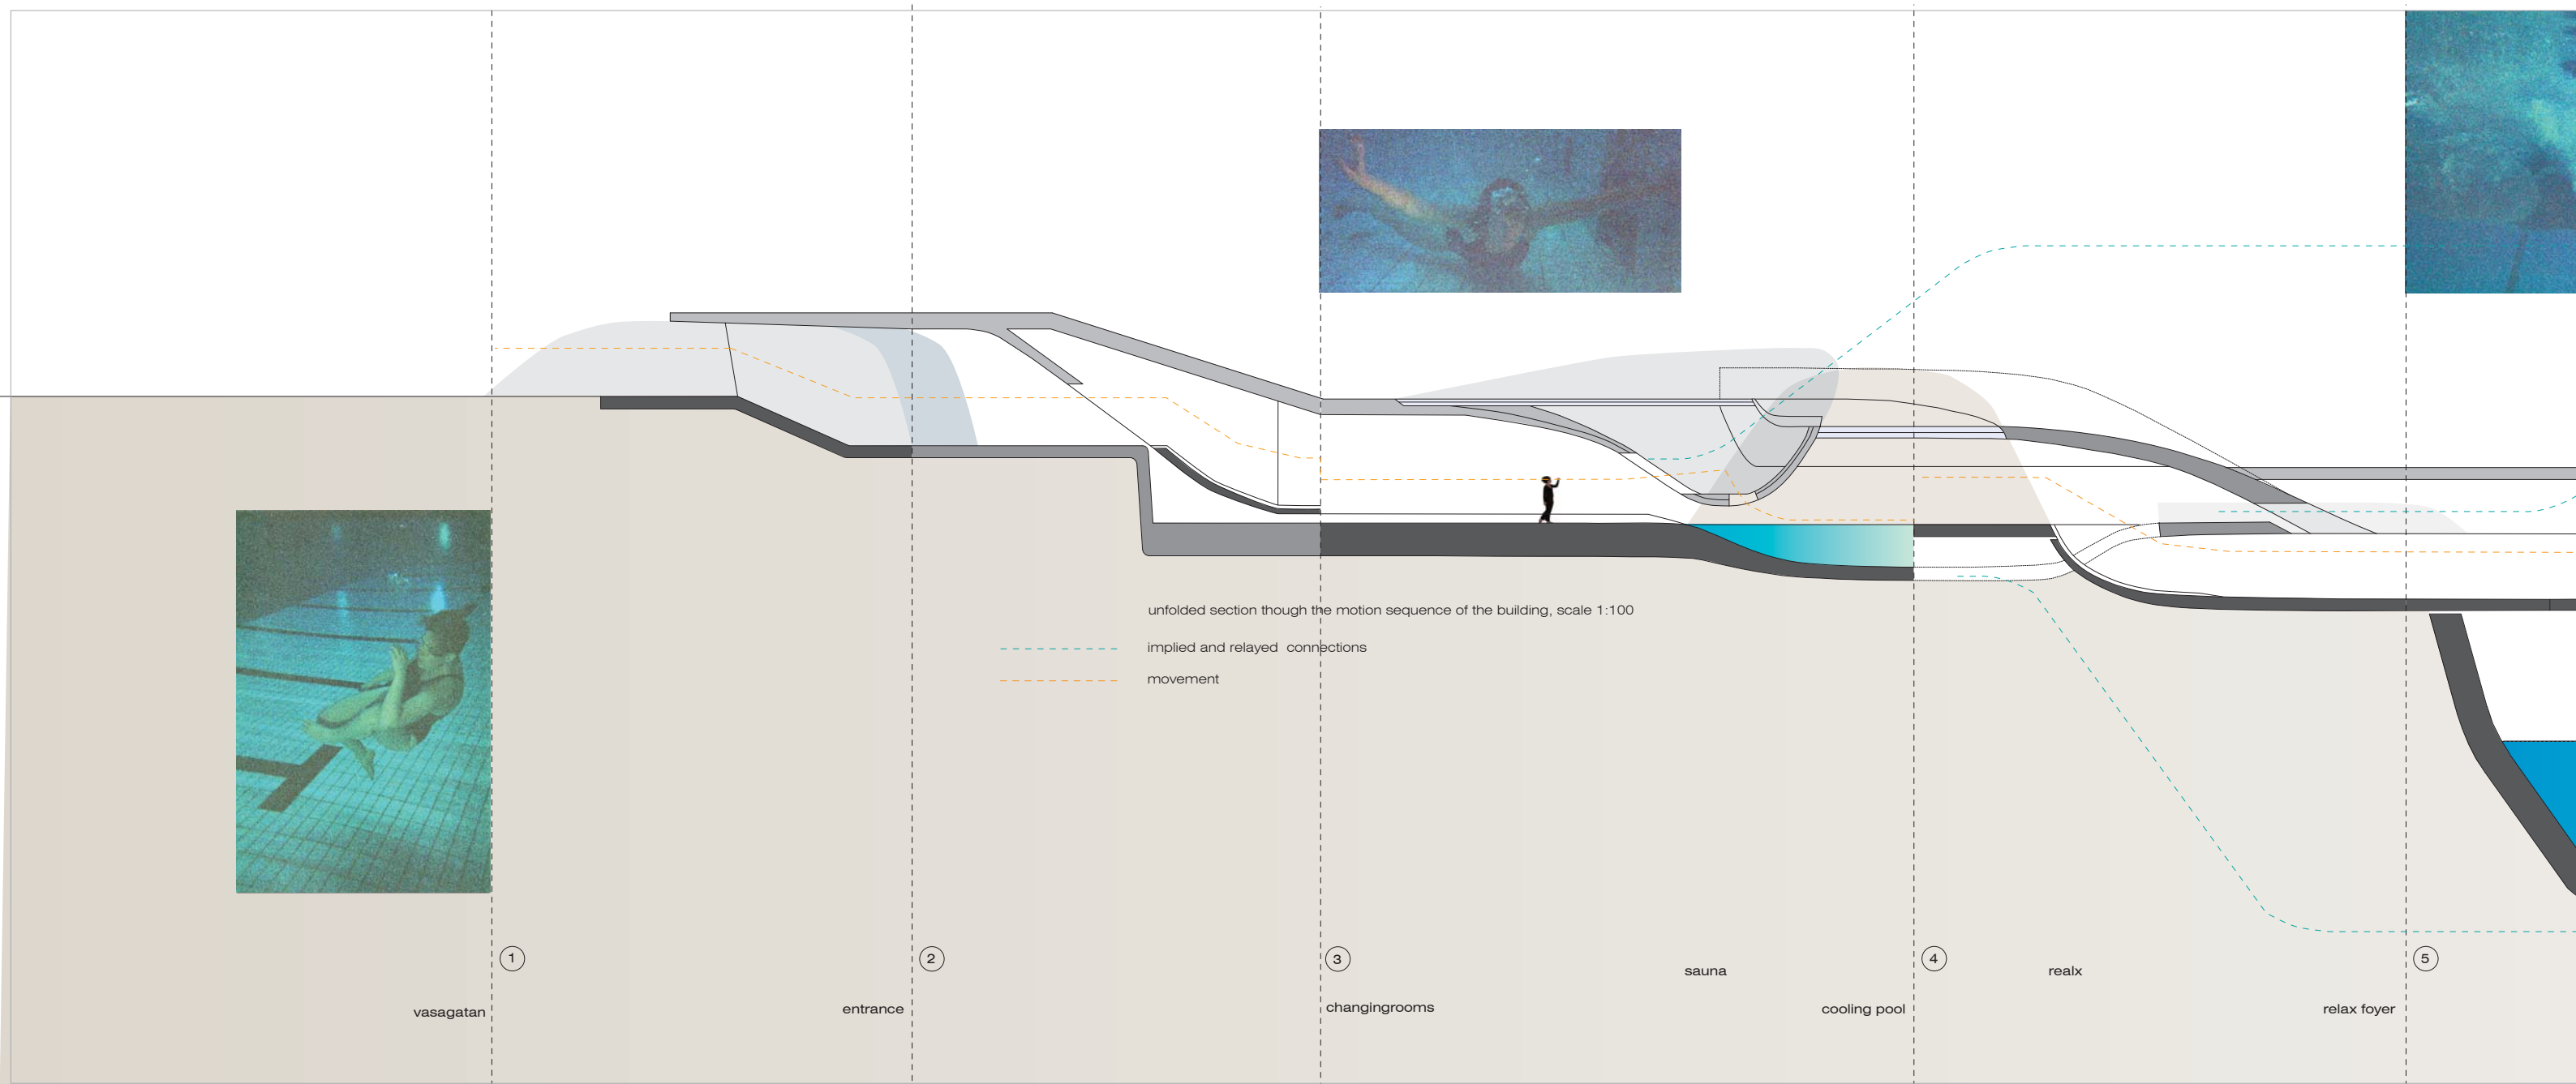 unfolded section though the motion sequence of the building, scale 1:100
implied and relayed connections
movement
1
2
3
4
5
sauna
realx
vasagatan
entrance
changingrooms
cooling pool
relax foyer